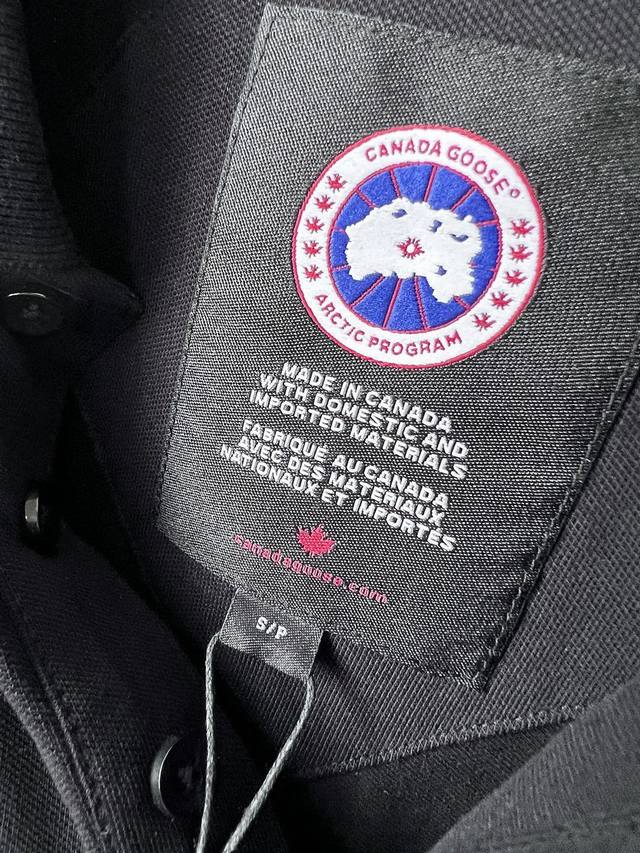 CANADA GOOSE®
ARCTIC PROGRAM
MADE IN CANADA
WITH DOMESTIC AND
IMPORTED MATERIALS
FABRIQUÉ AU CANADA
AVEC DES MATERIAUX
NATIONAUX ET IMPORTÉS
canadagoose.com
S/P